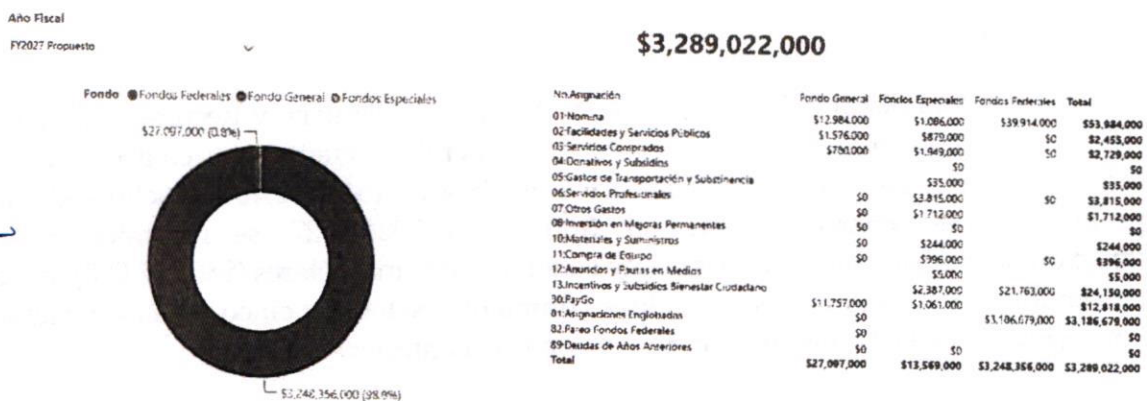 Año Fiscal
FY2027 Propuesto
Fondo Fondos Federales Fondo General Fondos Especiales
$27,097,000 (0.8%)
$3,248,356,000 (98.9%)
$3,289,022,000
No.Asignación Fondo General Fondos Especiales Fondos Federales Total
01-Nomina $12,984,000 $1,086,000 $39,914,000 $53,984,000
02-Facilidades y Servicios Públicos $1,576,000 $879,000 $0 $2,455,000
03-Servicios Comprados $780,000 $1,949,000 $0 $2,729,000
04-Donativos y Subsidios $0 $0
05-Gastos de Transportación y Subsistencia $35,000 $35,000
06-Servicios Profesionales $0 $3,815,000 $0 $3,815,000
07-Otros Gastos $0 $1,712,000 $1,712,000
08-Inversión en Mejoras Permanentes $0 $0 $0
10-Materiales y Suministros $0 $244,000 $244,000
11-Compra de Equipo $0 $396,000 $0 $396,000
12-Anuncios y Pautas en Medios $5,000 $5,000
13-Incentivos y Subsidios Bienestar Ciudadano $2,387,000 $21,763,000 $24,150,000
30-PayGo $11,757,000 $1,061,000 $12,818,000
81-Asignaciones Englobadas $0 $3,186,679,000 $3,186,679,000
82-Pareo Fondos Federales $0 $0
89-Deudas de Años Anteriores $0 $0 $0
Total $27,097,000 $13,569,000 $3,248,356,000 $3,289,022,000